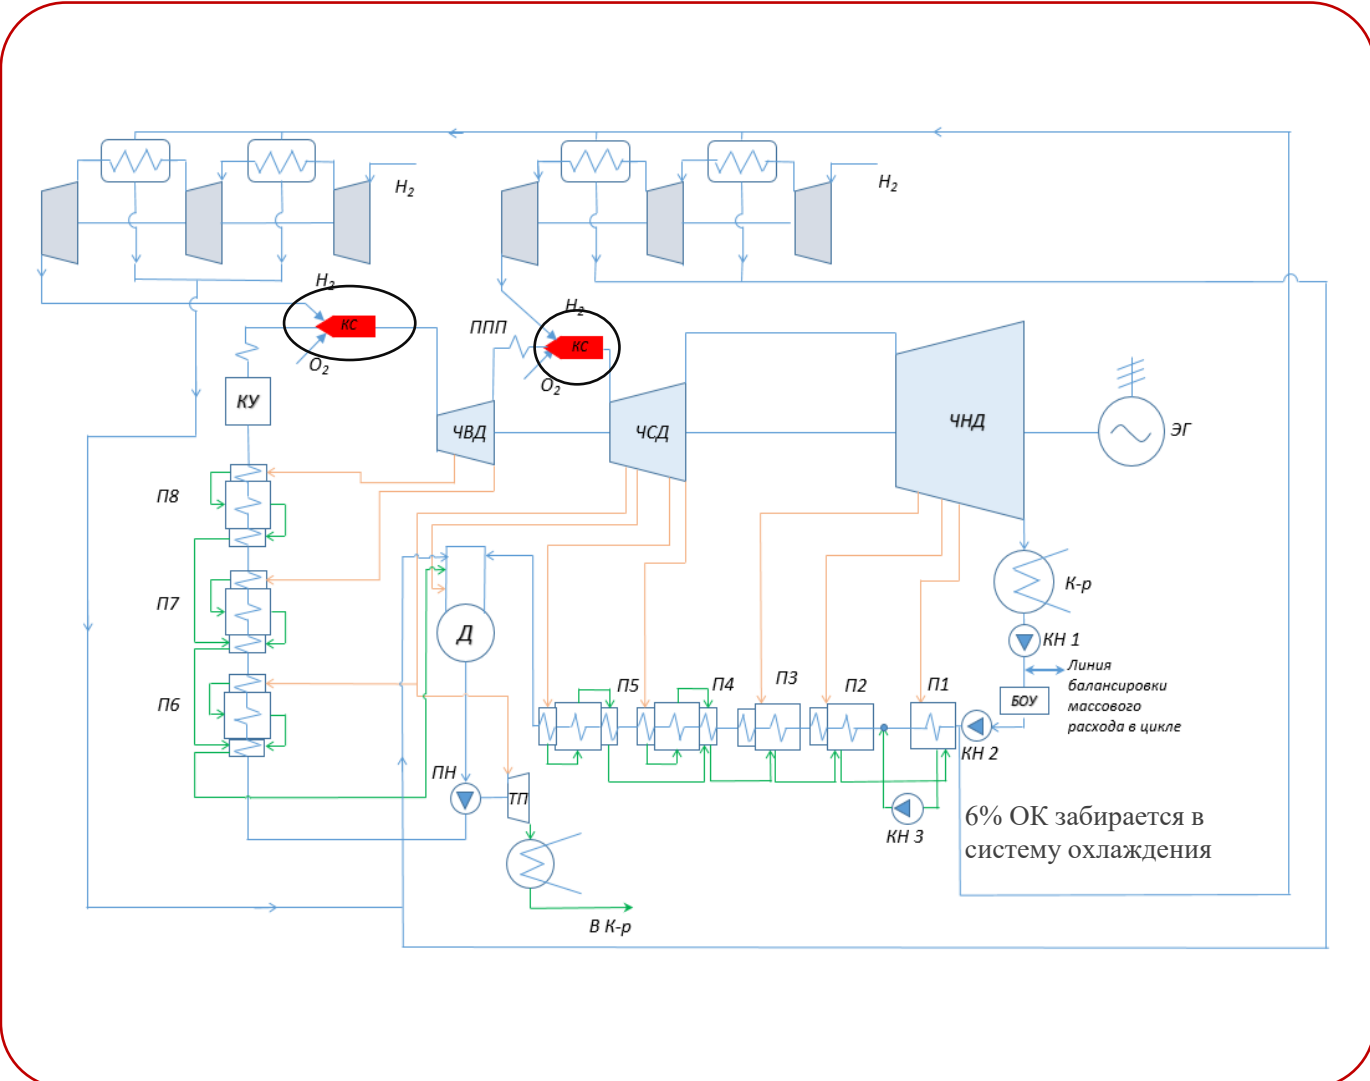 H2
H2
H2
КС
O2
ППП
H2
КС
O2
КУ
ЧВД
ЧСД
ЧНД
ЭГ
П8
П7
П6
Д
К-р
КН 1
Линия
балансировки
массового
расхода в цикле
БОУ
П5
П4
П3
П2
П1
КН 2
ПН
ТП
КН 3
6% ОК забирается в
систему охлаждения
В К-р